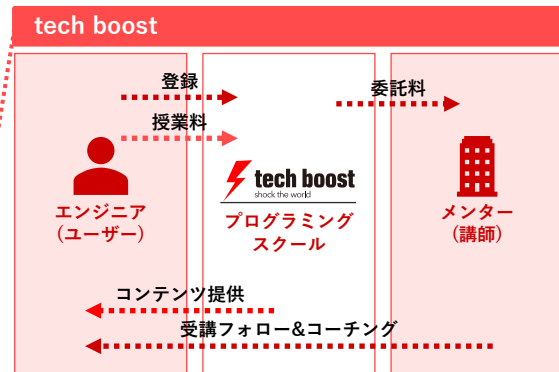 tech boost
登録
委託料
授業料
tech boost
shock the world
エンジニア
(ユーザー)
プログラミング
スクール
メンター
(講師)
コンテンツ提供
受講フォロー&コーチング